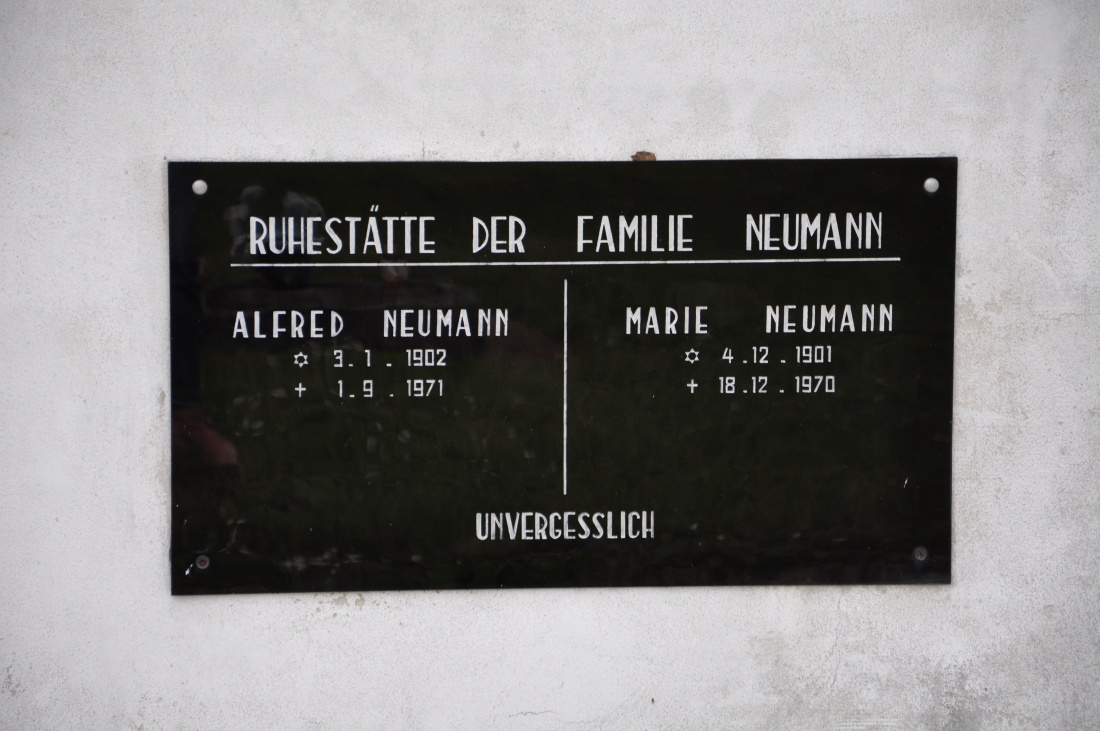 RUHESTÄTTE DER FAMILIE NEUMANN
ALFRED NEUMANN
✡ 3.1.1902
✝ 1.9.1971
MARIE NEUMANN
✡ 4.12.1901
✝ 18.12.1970
UNVERGESSLICH